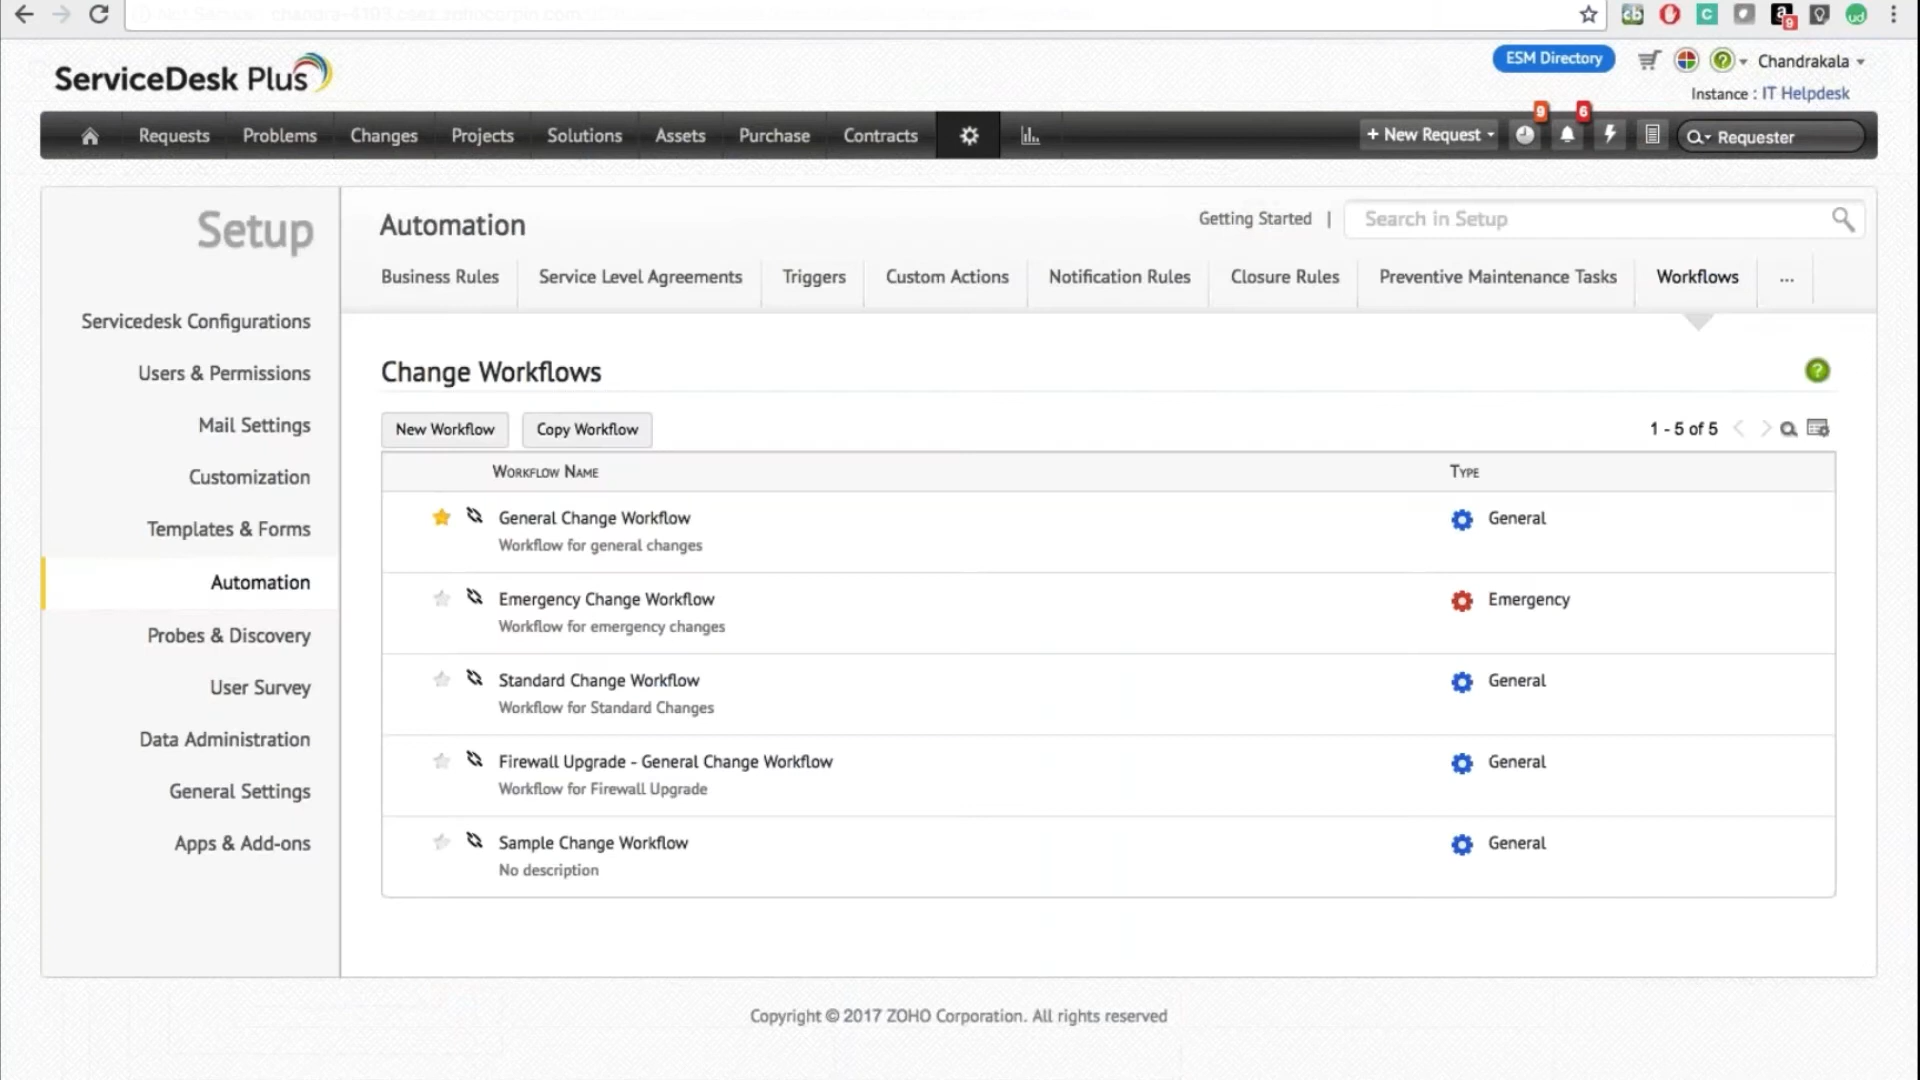 ESM Directory
Chandrakala
ServiceDesk Plus
Instance : IT Helpdesk
Requests Problems Changes Projects Solutions Assets Purchase Contracts + New Request 9 6 Requester
Setup
Automation
Getting Started | Search in Setup
Business Rules Service Level Agreements Triggers Custom Actions Notification Rules Closure Rules Preventive Maintenance Tasks Workflows ...
Servicedesk Configurations
Users & Permissions
Mail Settings
Customization
Templates & Forms
Automation
Probes & Discovery
User Survey
Data Administration
General Settings
Apps & Add-ons
Change Workflows
New Workflow Copy Workflow 1 - 5 of 5
Workflow Name Type
General Change Workflow General
Workflow for general changes
Emergency Change Workflow Emergency
Workflow for emergency changes
Standard Change Workflow General
Workflow for Standard Changes
Firewall Upgrade - General Change Workflow General
Workflow for Firewall Upgrade
Sample Change Workflow General
No description
Copyright © 2017 ZOHO Corporation. All rights reserved